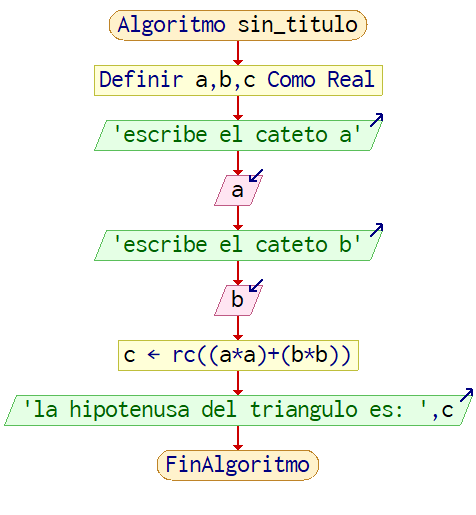 Algoritmo sin_titulo
Definir a,b,c Como Real
'escribe el cateto a'
a
'escribe el cateto b'
b
c ← rc((a*a)+(b*b))
'la hipotenusa del triangulo es: ',c
FinAlgoritmo